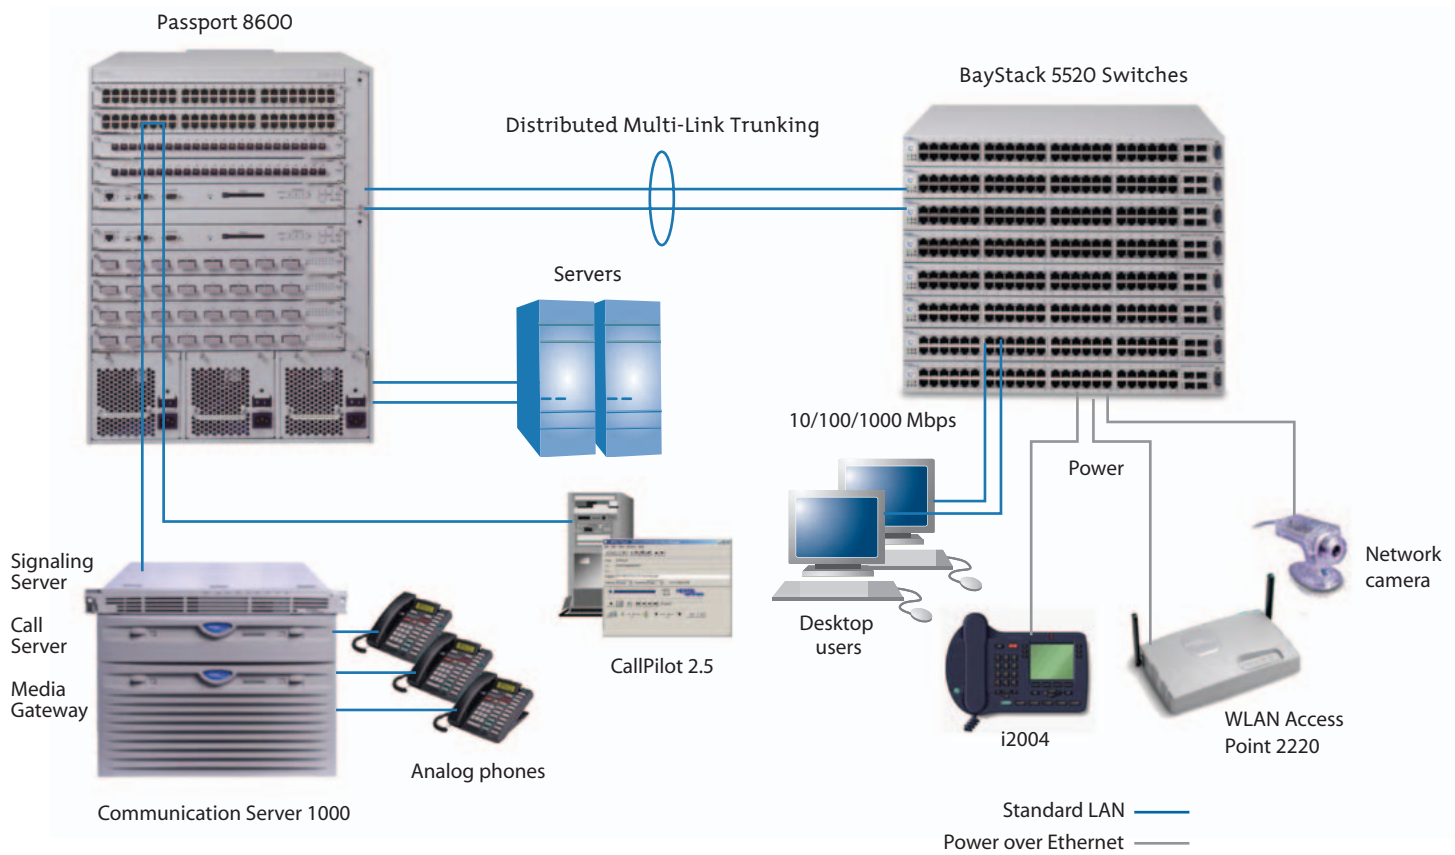 Passport 8600
BayStack 5520 Switches
Distributed Multi-Link Trunking
Servers
10/100/1000 Mbps
Power
Signaling
Server
Call
Server
Media
Gateway
Network
camera
Desktop
users
CallPilot 2.5
i2004
WLAN Access
Point 2220
Analog phones
Communication Server 1000
Standard LAN
Power over Ethernet